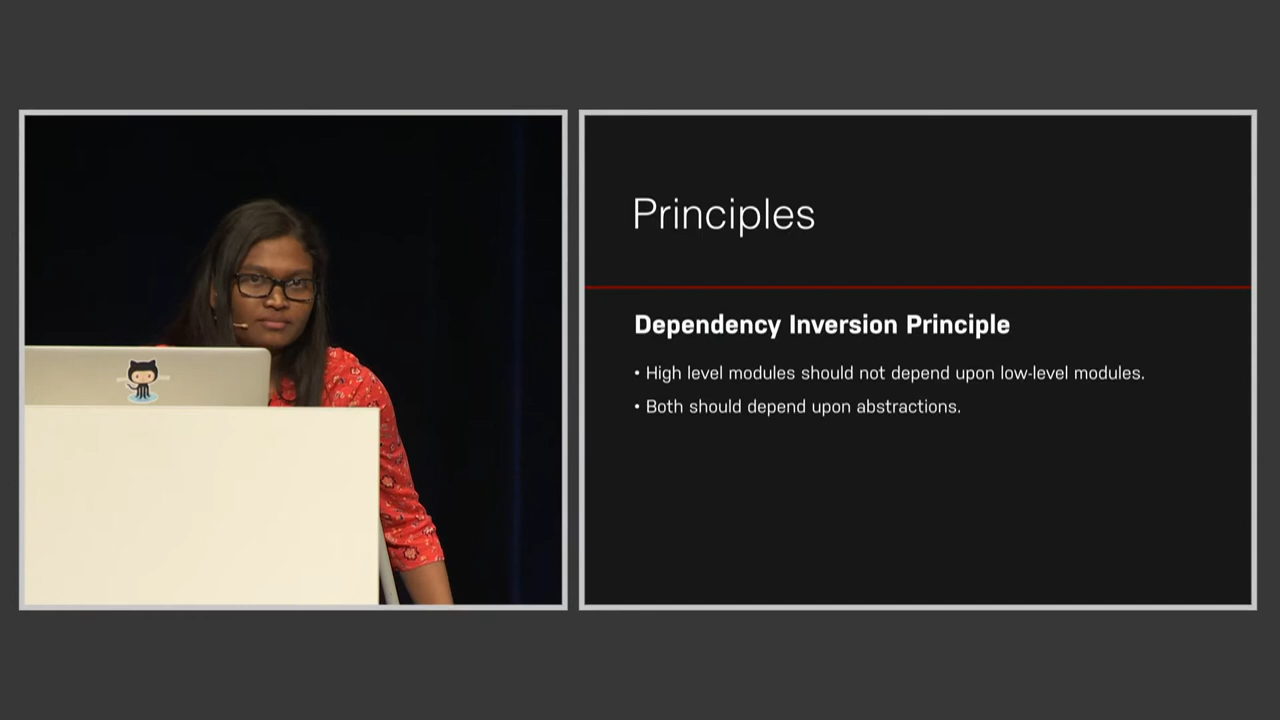 Principles
Dependency Inversion Principle
• High level modules should not depend upon low-level modules.
• Both should depend upon abstractions.